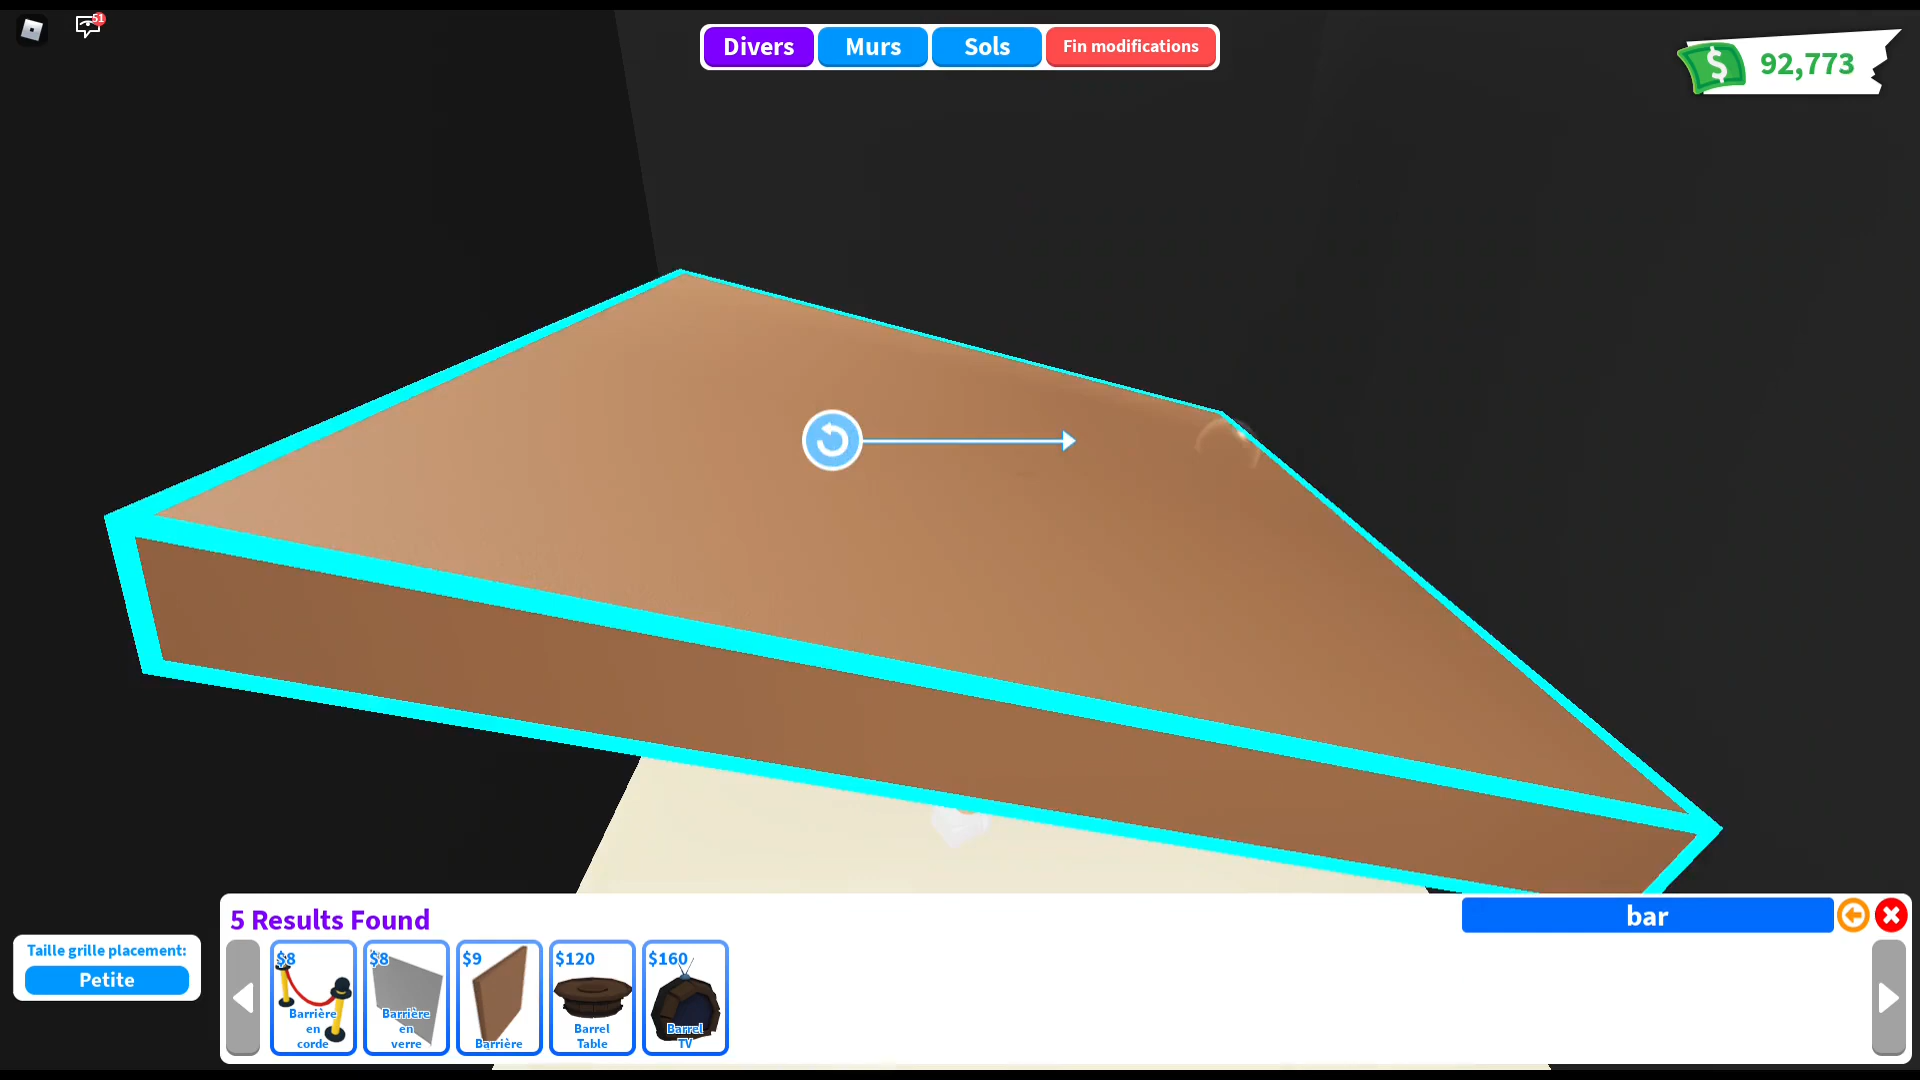 51
Divers
Murs
Sols
Fin modifications
$ 92,773
5 Results Found
bar
Taille grille placement:
Petite
$8
Barrière
en
corde
$8
Barrière
en
verre
$9
Barrière
$120
Barrel
Table
$160
Barrel
TV